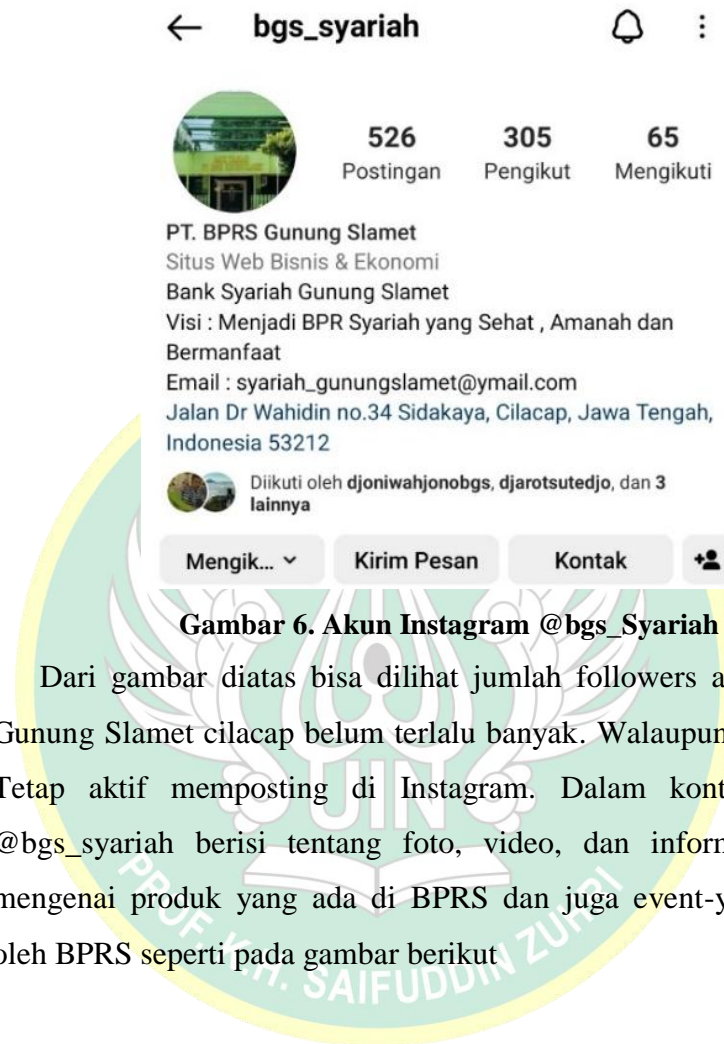 bgs_syariah
526 305 65
Postingan Pengikut Mengikuti
PT. BPRS Gunung Slamet
Situs Web Bisnis & Ekonomi
Bank Syariah Gunung Slamet
Visi : Menjadi BPR Syariah yang Sehat , Amanah dan
Bermanfaat
Email : syariah_gunungslamet@ymail.com
Jalan Dr Wahidin no.34 Sidakaya, Cilacap, Jawa Tengah,
Indonesia 53212
Diikuti oleh djoniwahjonobgs, djarotsutedjo, dan 3
lainnya
Mengik... Kirim Pesan Kontak
Gambar 6. Akun Instagram @bgs_Syariah
Dari gambar diatas bisa dilihat jumlah followers a
Gunung Slamet cilacap belum terlalu banyak. Walaupun
Tetap aktif memposting di Instagram. Dalam kont
@bgs_syariah berisi tentang foto, video, dan inform
mengenai produk yang ada di BPRS dan juga event-y
oleh BPRS seperti pada gambar berikut
UIN
PROF. K.H. SAIFUDDIN ZUHRI